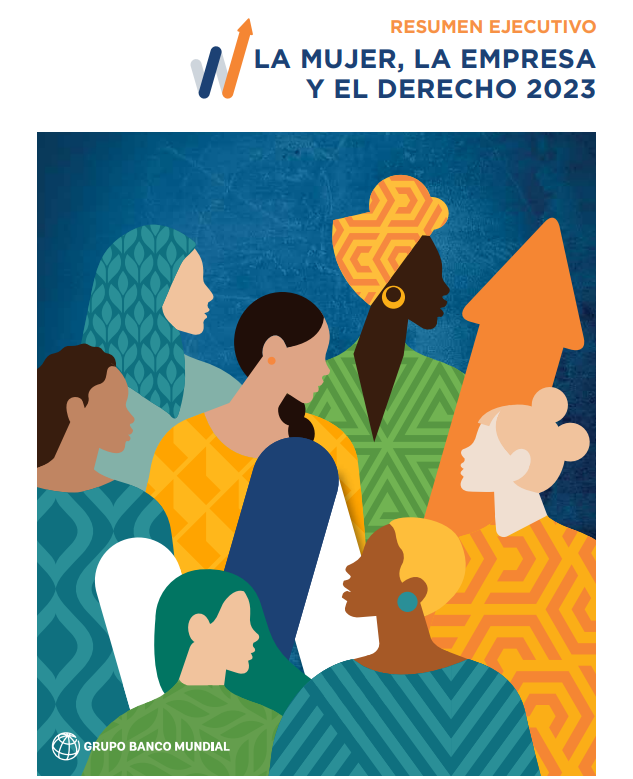 RESUMEN EJECUTIVO
LA MUJER, LA EMPRESA
Y EL DERECHO 2023
GRUPO BANCO MUNDIAL